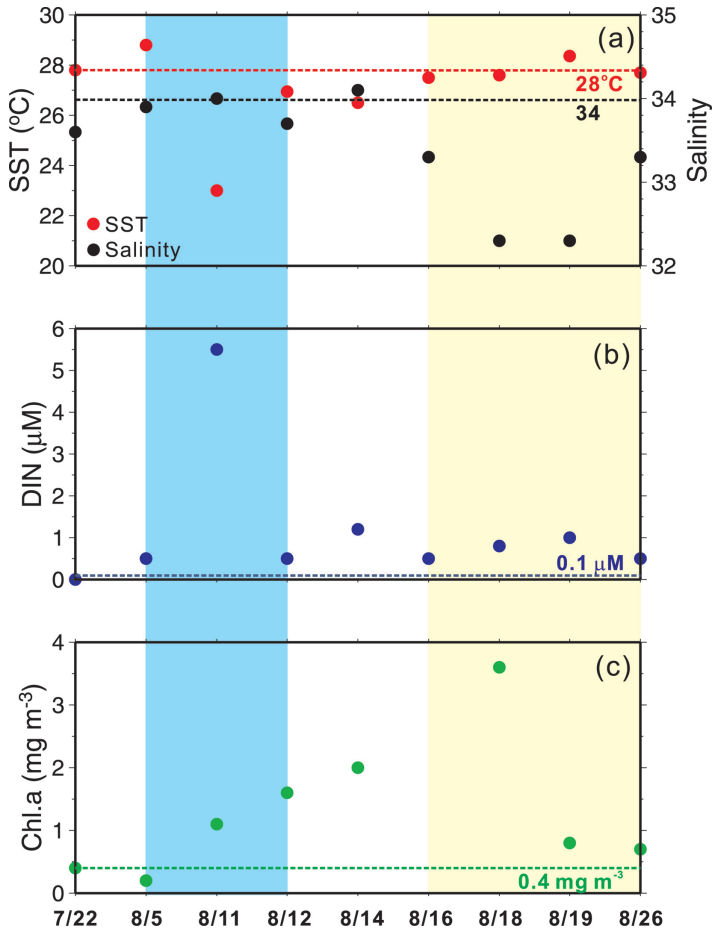 30
28
26
24
22
20
SST (°C)
(a)
28°C
34
SST
Salinity
35
34
33
32
Salinity
6
5
4
3
2
1
0
DIN (μM)
(b)
0.1 μM
4
3
2
1
0
Chl.a (mg m⁻³)
(c)
0.4 mg m⁻³
7/22 8/5 8/11 8/12 8/14 8/16 8/18 8/19 8/26